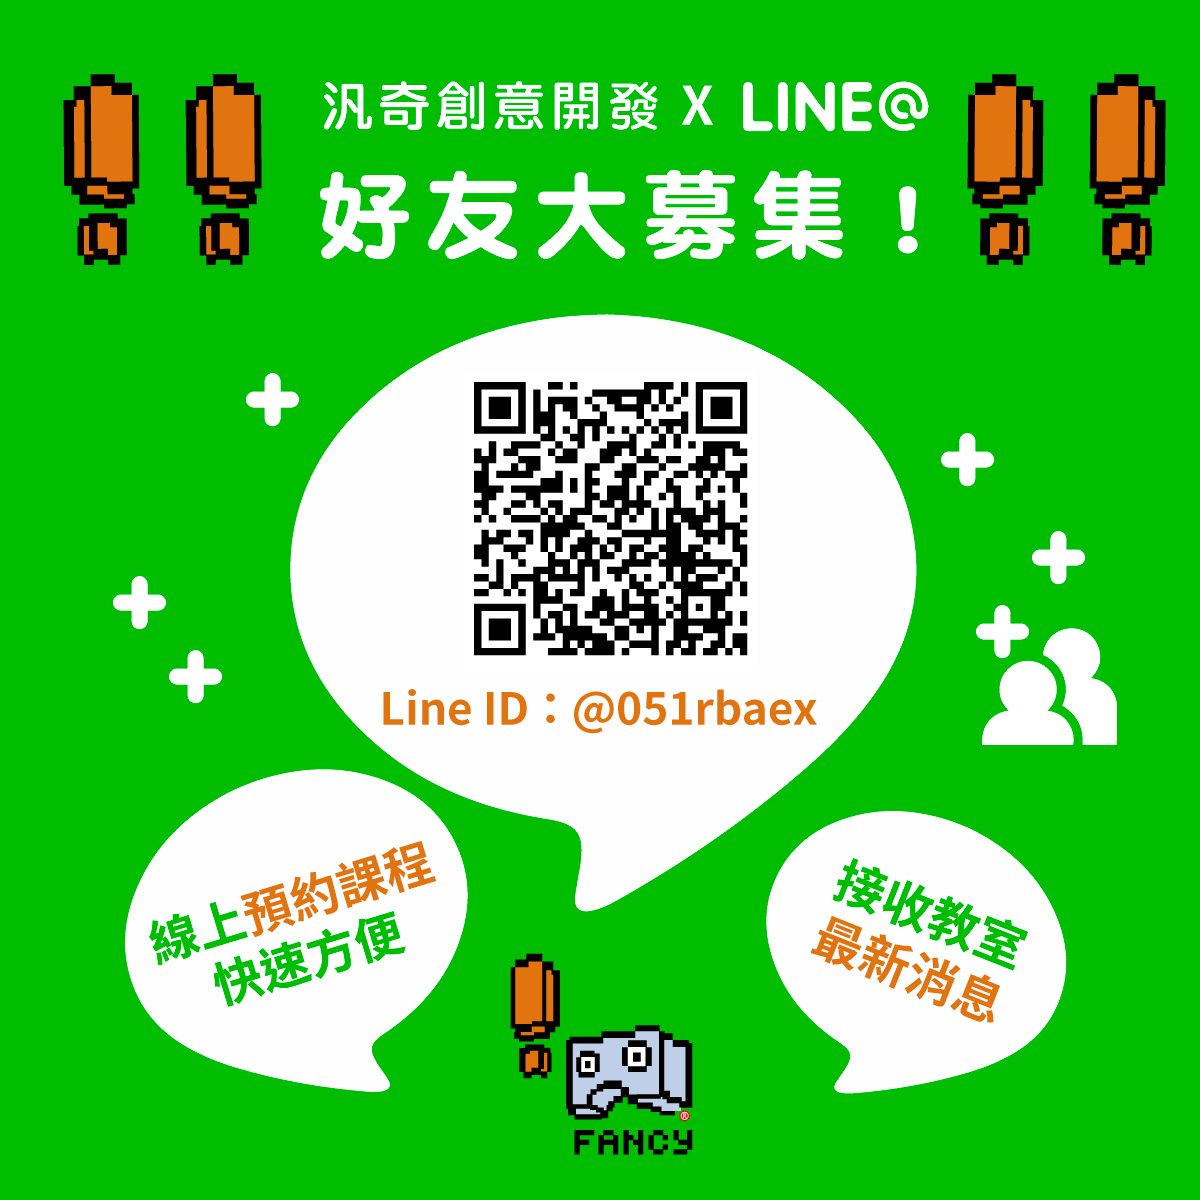 汎奇創意開發 X LINE@
好友大募集！
Line ID：@051rbaex
線上預約課程
快速方便
接收教室
最新消息
FANCY